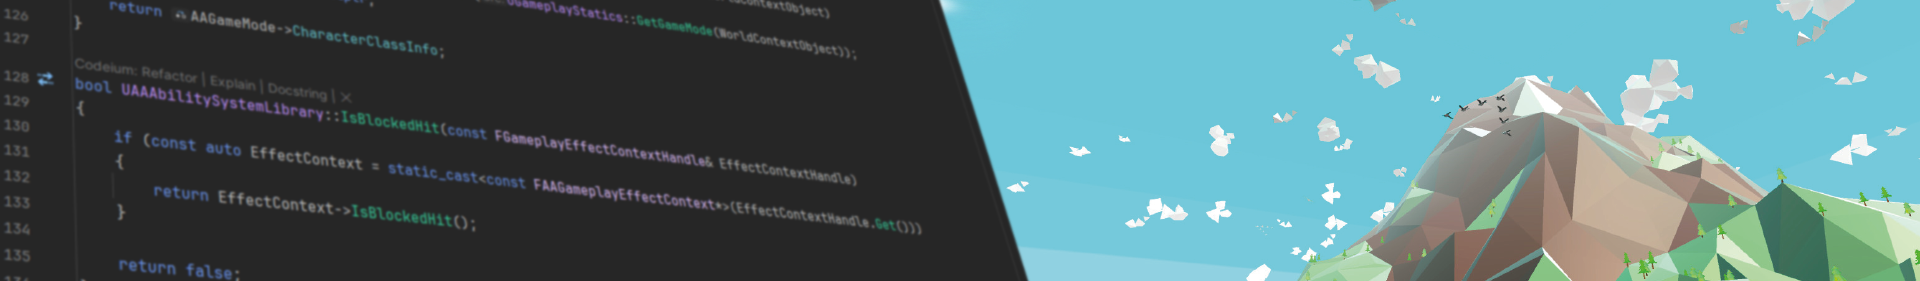 126
return AAGameMode->CharacterClassInfo;
UGameplayStatics::GetGameMode(WorldContextObject));
127
}
Codeium: Refactor | Explain | Docstring | ×
128 bool UAAAbilitySystemLibrary::IsBlockedHit(const FGameplayEffectContextHandle& EffectContextHandle)
129 {
130 if (const auto EffectContext = static_cast<const FAAGameplayEffectContext*>(EffectContextHandle.Get()))
131 {
132 return EffectContext->IsBlockedHit();
133 }
134
135 return false;